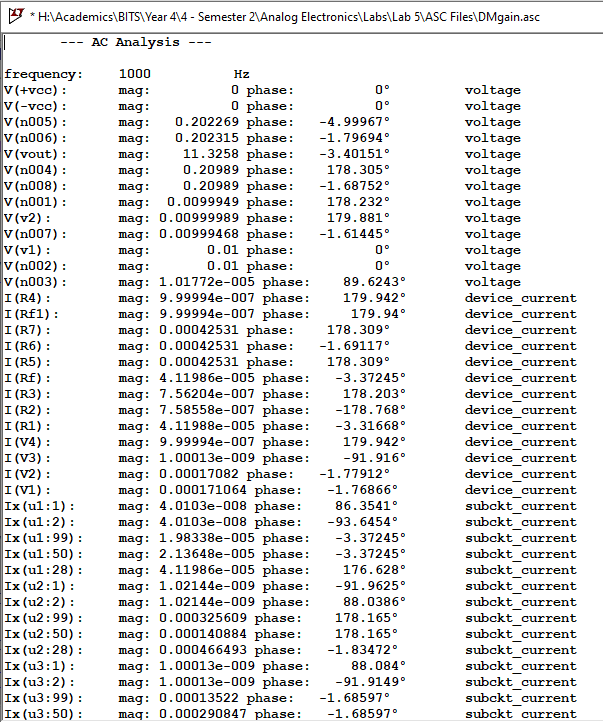 * H:\Academics\BITS\Year 4\4 - Semester 2\Analog Electronics\Labs\Lab 5\ASC Files\DMgain.asc
--- AC Analysis ---
frequency: 1000 Hz
V(+vcc): mag: 0 phase: 0° voltage
V(-vcc): mag: 0 phase: 0° voltage
V(n005): mag: 0.202269 phase: -4.99967° voltage
V(n006): mag: 0.202315 phase: -1.79694° voltage
V(vout): mag: 11.3258 phase: -3.40151° voltage
V(n004): mag: 0.20989 phase: 178.305° voltage
V(n008): mag: 0.20989 phase: -1.68752° voltage
V(n001): mag: 0.0099949 phase: 178.232° voltage
V(v2): mag: 0.00999989 phase: 179.881° voltage
V(n007): mag: 0.00999468 phase: -1.61445° voltage
V(v1): mag: 0.01 phase: 0° voltage
V(n002): mag: 0.01 phase: 0° voltage
V(n003): mag: 1.01772e-005 phase: 89.6243° voltage
I(R4): mag: 9.99994e-007 phase: 179.942° device_current
I(Rf1): mag: 9.99994e-007 phase: 179.94° device_current
I(R7): mag: 0.00042531 phase: 178.309° device_current
I(R6): mag: 0.00042531 phase: -1.69117° device_current
I(R5): mag: 0.00042531 phase: 178.309° device_current
I(Rf): mag: 4.11986e-005 phase: -3.37245° device_current
I(R3): mag: 7.56204e-007 phase: 178.203° device_current
I(R2): mag: 7.58558e-007 phase: -178.768° device_current
I(R1): mag: 4.11988e-005 phase: -3.31668° device_current
I(V4): mag: 9.99994e-007 phase: 179.942° device_current
I(V3): mag: 1.00013e-009 phase: -91.916° device_current
I(V2): mag: 0.00017082 phase: -1.77912° device_current
I(V1): mag: 0.000171064 phase: -1.76866° device_current
Ix(u1:1): mag: 4.0103e-008 phase: 86.3541° subckt_current
Ix(u1:2): mag: 4.0103e-008 phase: -93.6454° subckt_current
Ix(u1:99): mag: 1.98338e-005 phase: -3.37245° subckt_current
Ix(u1:50): mag: 2.13648e-005 phase: -3.37245° subckt_current
Ix(u1:28): mag: 4.11986e-005 phase: 176.628° subckt_current
Ix(u2:1): mag: 1.02144e-009 phase: -91.9625° subckt_current
Ix(u2:2): mag: 1.02144e-009 phase: 88.0386° subckt_current
Ix(u2:99): mag: 0.000325609 phase: 178.165° subckt_current
Ix(u2:50): mag: 0.000140884 phase: 178.165° subckt_current
Ix(u2:28): mag: 0.000466493 phase: -1.83472° subckt_current
Ix(u3:1): mag: 1.00013e-009 phase: 88.084° subckt_current
Ix(u3:2): mag: 1.00013e-009 phase: -91.9149° subckt_current
Ix(u3:99): mag: 0.00013522 phase: -1.68597° subckt_current
Ix(u3:50): mag: 0.000290847 phase: -1.68597° subckt_current